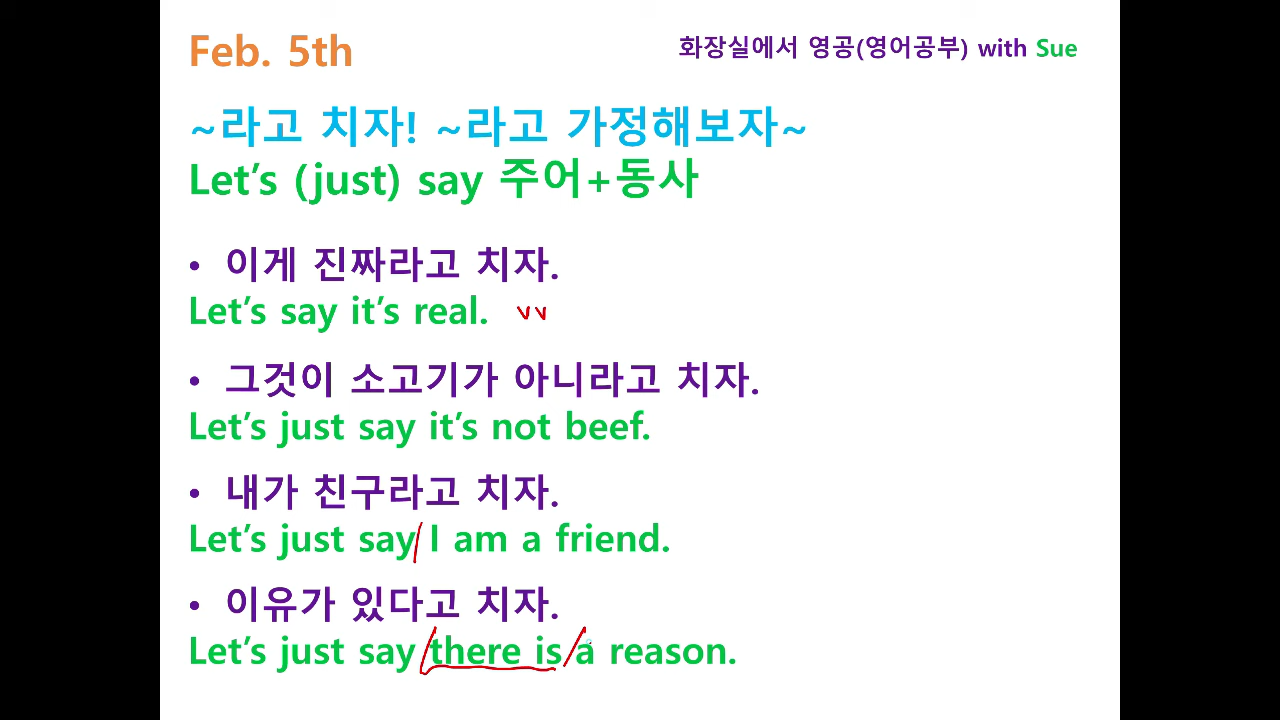 Feb. 5th
화장실에서 영공(영어공부) with Sue
~라고 치자! ~라고 가정해보자~
Let's (just) say 주어+동사
• 이게 진짜라고 치자.
Let's say it's real.
• 그것이 소고기가 아니라고 치자.
Let's just say it's not beef.
• 내가 친구라고 치자.
Let's just say I am a friend.
• 이유가 있다고 치자.
Let's just say there is a reason.